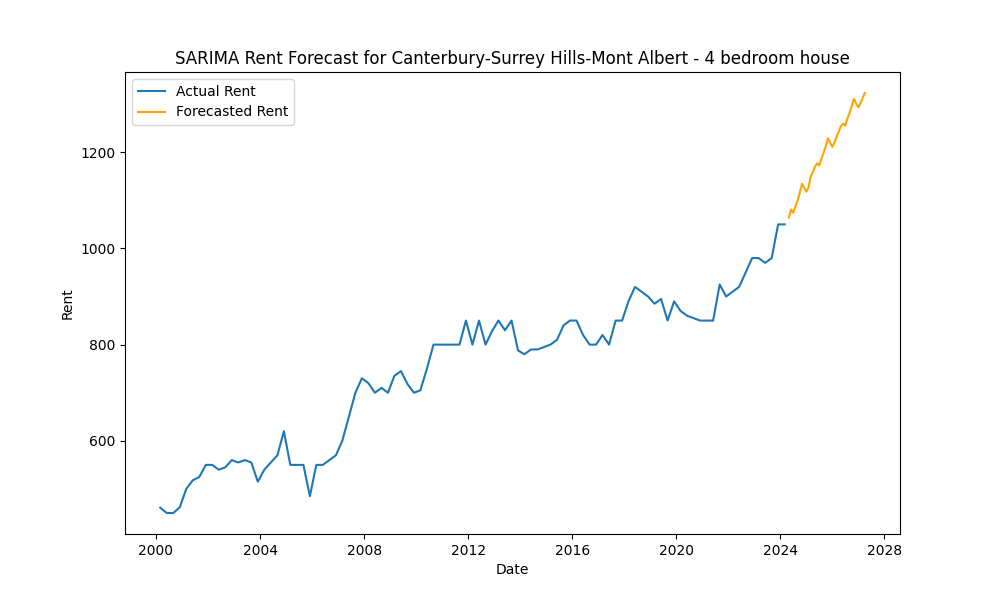 SARIMA Rent Forecast for Canterbury-Surrey Hills-Mont Albert - 4 bedroom house
Actual Rent
Forecasted Rent
1200
1000
800
600
Rent
2000 2004 2008 2012 2016 2020 2024 2028
Date